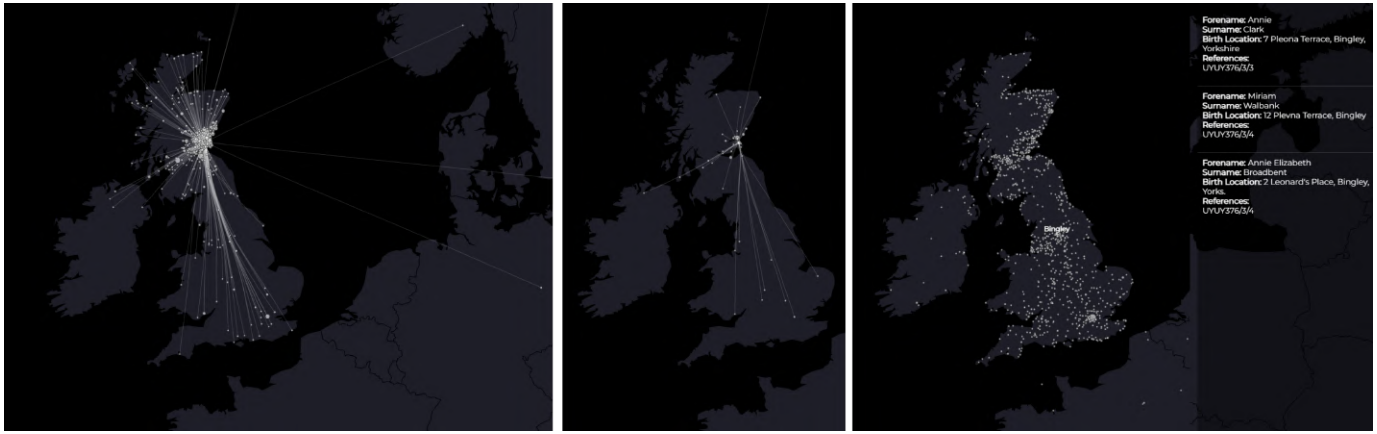 Bingley
Forename: Annie
Surname: Clark
Birth Location: 7 Pleona Terrace, Bingley,
Yorkshire
References:
UYUY376/3/3
Forename: Miriam
Surname: Walbank
Birth Location: 12 Plevna Terrace, Bingley
References:
UYUY376/3/4
Forename: Annie Elizabeth
Surname: Broadbent
Birth Location: 2 Leonard's Place, Bingley,
Yorks.
References:
UYUY376/3/4